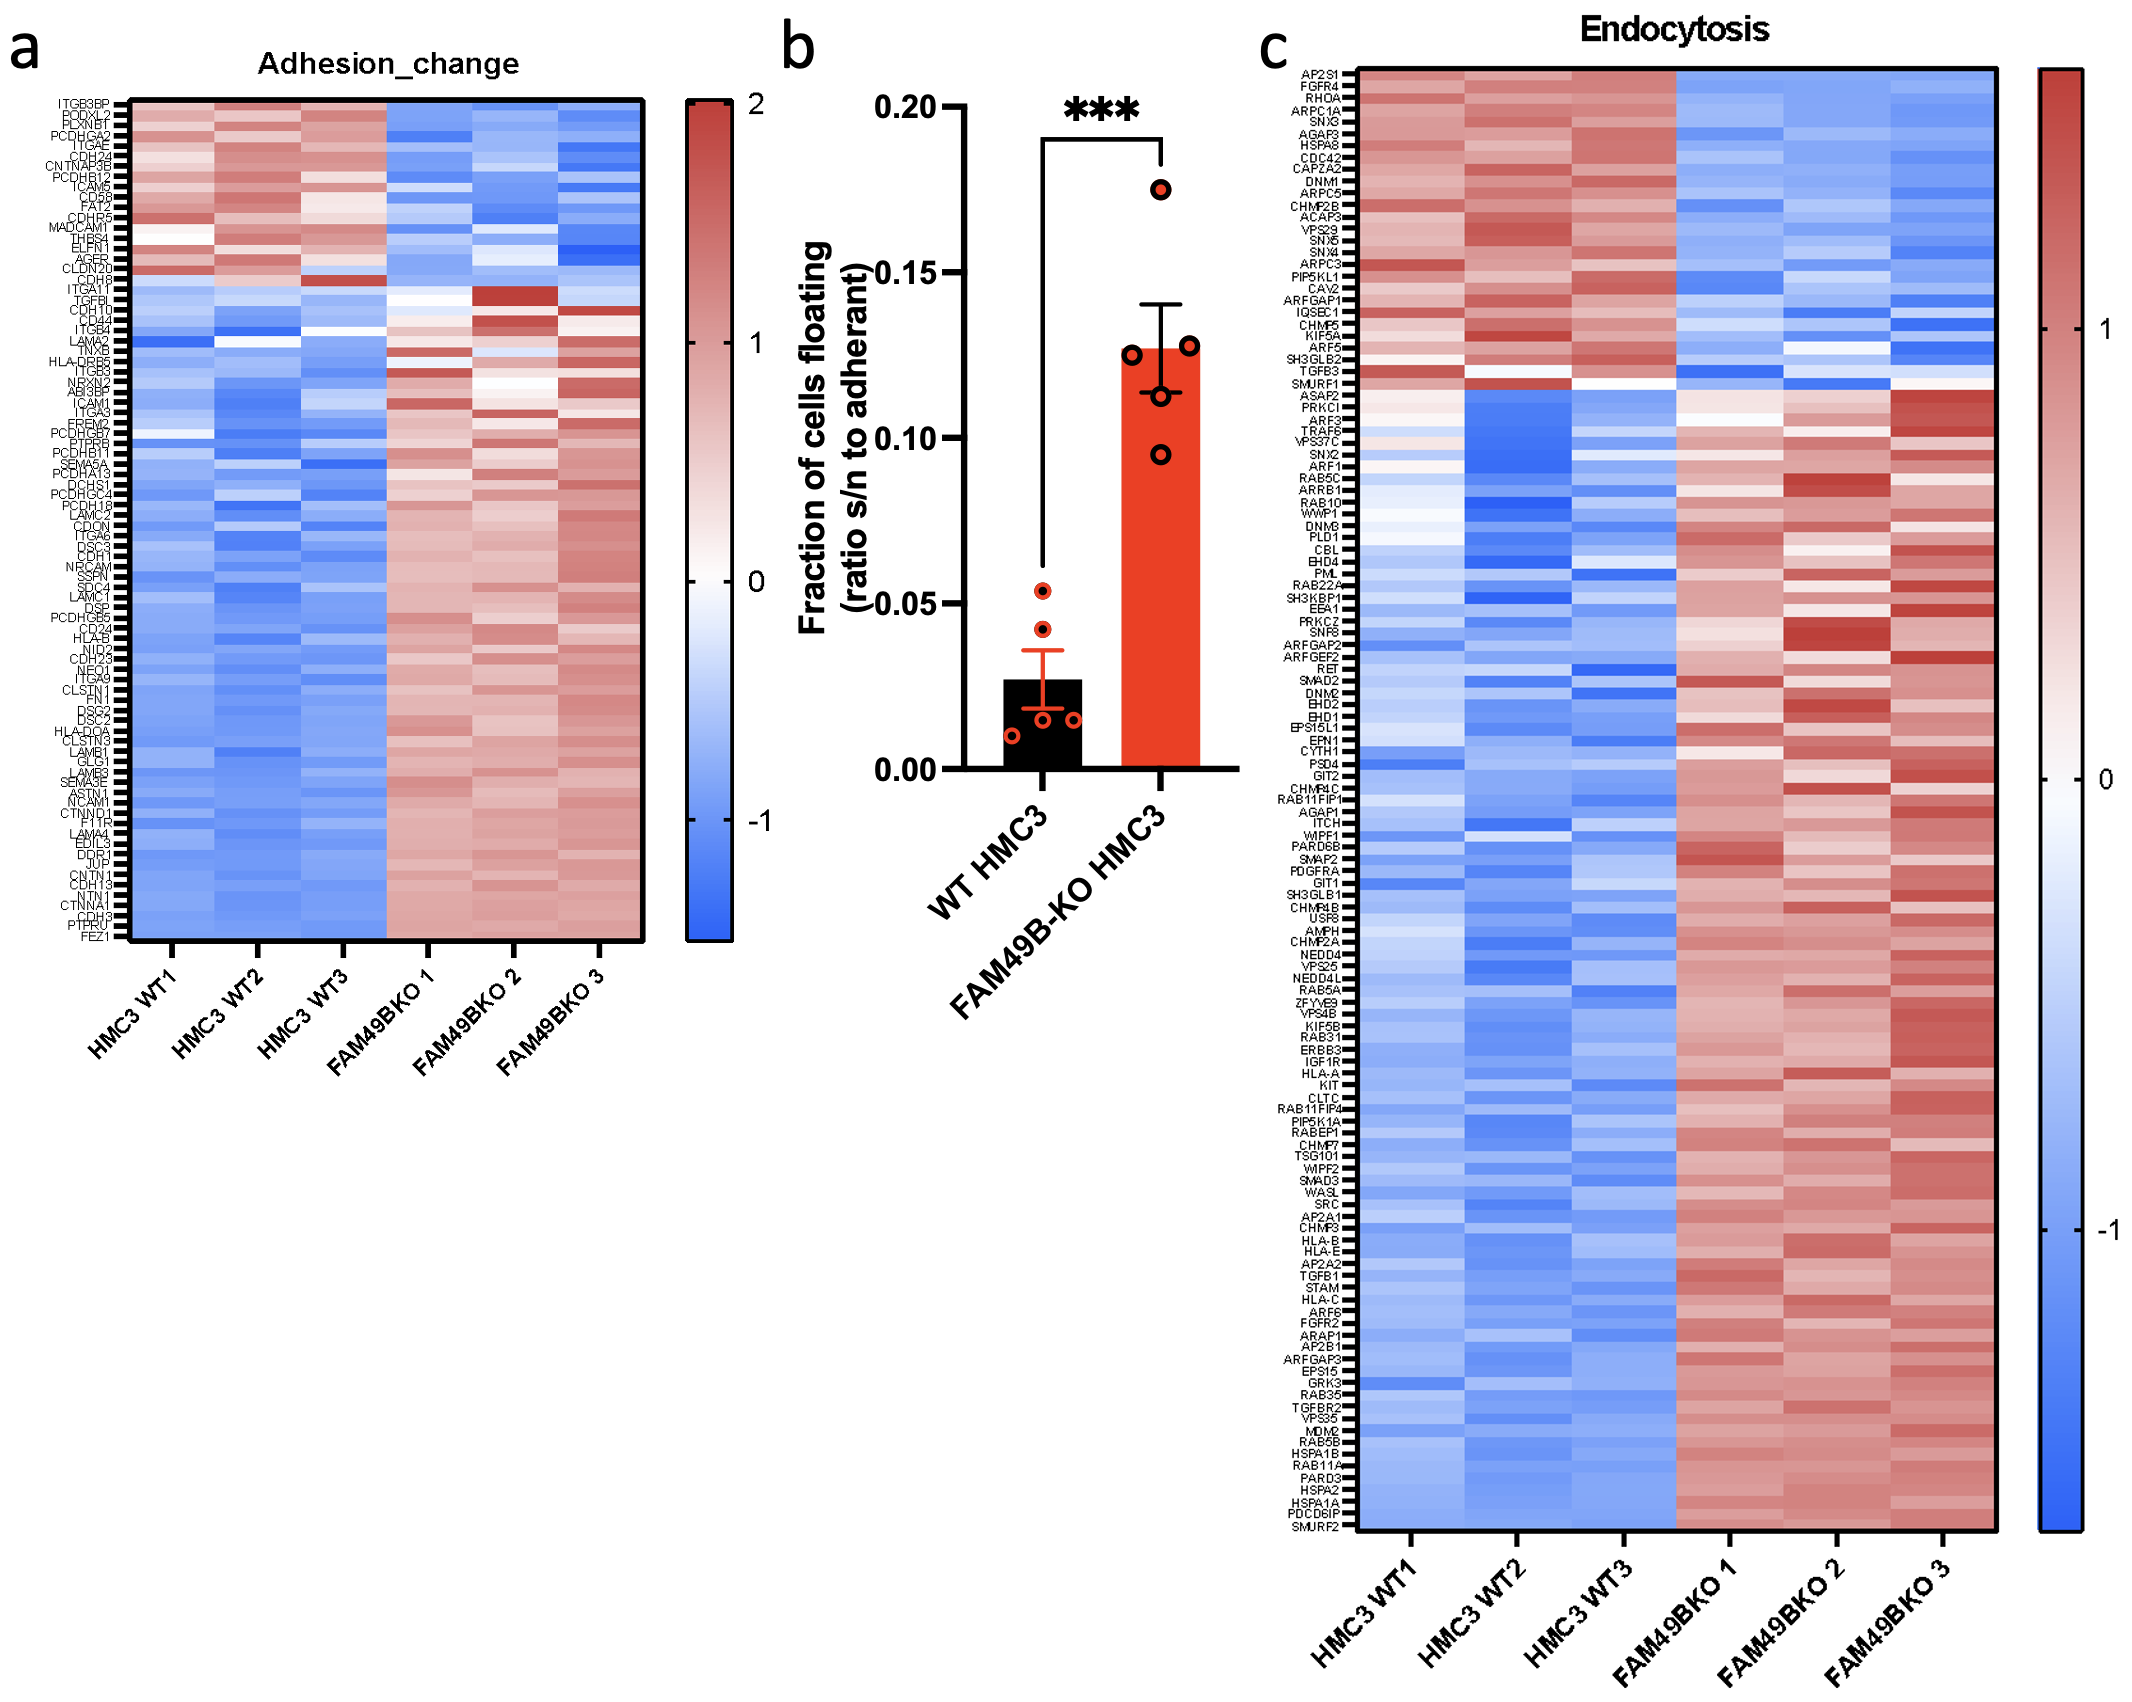 a
Adhesion_change
ITGB3BP
PODXL2
PLXNB1
PCDHGA2
ITGAE
CDH24
CNTNAP3B
PCDHB12
ICAM5
CD58
FAT2
CDHR5
MADCAM1
THBS4
ELFN1
AGER
CLDN20
CDH8
ITGA11
TGFBI
CDH10
CD44
ITGB4
LAMA2
TNXB
HLA-DRB5
ITGB3
NRXN2
ABI3BP
ICAM1
ITGA3
FREM2
PCDHGB7
PTPRB
PCDHB11
SEMA5A
PCDHA13
DCHS1
PCDHGC4
PCDH18
LAMC2
CDON
ITGA6
DSC3
CDH1
NRCAM
SSPN
SDC4
LAMC1
DSP
PCDHGB5
CD24
HLA-B
NID2
CDH23
NEO1
ITGA9
CLSTN1
FN1
DSG2
DSC2
HLA-DOA
CLSTN3
LAMB1
GLG1
LAMB3
SEMA3E
ASTN1
NCAM1
CTNND1
F11R
LAMA4
EDIL3
DDR1
JUP
CNTN1
CDH13
NTN1
CTNNA1
CDH3
PTPRU
FEZ1
HMC3 WT1
HMC3 WT2
HMC3 WT3
FAM49BKO 1
FAM49BKO 2
FAM49BKO 3
2
1
0
-1
b
Fraction of cells floating
(ratio s/n to adherant)
0.20
0.15
0.10
0.05
0.00
***
WT HMC3
FAM49B-KO HMC3
c
Endocytosis
AP2S1
FGFR4
RHOA
ARPC1A
SNX3
AGAP3
HSPA8
CDC42
CAPZA2
DNM1
ARPC5
CHMP2B
ACAP3
VPS29
SNX5
SNX4
ARPC3
PIP5KL1
CAV2
ARFGAP1
IQSEC1
CHMP5
KIF5A
ARF5
SH3GLB2
TGFB3
SMURF1
ASAP2
PRKCI
ARF3
TRAF6
VPS37C
SNX2
ARF1
RAB5C
ARRB1
RAB10
WWP1
DNM3
PLD1
CBL
EHD4
PML
RAB22A
SH3KBP1
EEA1
PRKCZ
SNF8
ARFGAP2
ARFGEF2
RET
SMAD2
DNM2
EHD2
EHD1
EPS15L1
EPN1
CYTH1
PSD4
GIT2
CHMP4C
RAB11FIP1
AGAP1
ITCH
WIPF1
PARD6B
SMAP2
PDGFRA
GIT1
SH3GLB1
CHMP4B
USP8
AMPH
CHMP2A
NEDD4
VPS25
NEDD4L
RAB5A
ZFYVE9
VPS4B
KIF5B
RAB31
ERBB3
IGF1R
HLA-A
KIT
CLTC
RAB11FIP4
PIP5K1A
RABEP1
CHMP7
TSG101
WIPF2
SMAD3
WASL
SRC
AP2A1
CHMP3
HLA-B
HLA-E
AP2A2
TGFB1
STAM
HLA-C
ARF6
FGFR2
ARAP1
AP2B1
ARFGAP3
EPS15
GRK3
RAB35
TGFBR2
VPS35
MDM2
RAB5B
HSPA1B
RAB11A
PARD3
HSPA2
HSPA1A
PDCD6IP
SMURF2
HMC3 WT1
HMC3 WT2
HMC3 WT3
FAM49BKO 1
FAM49BKO 2
FAM49BKO 3
1
0
-1